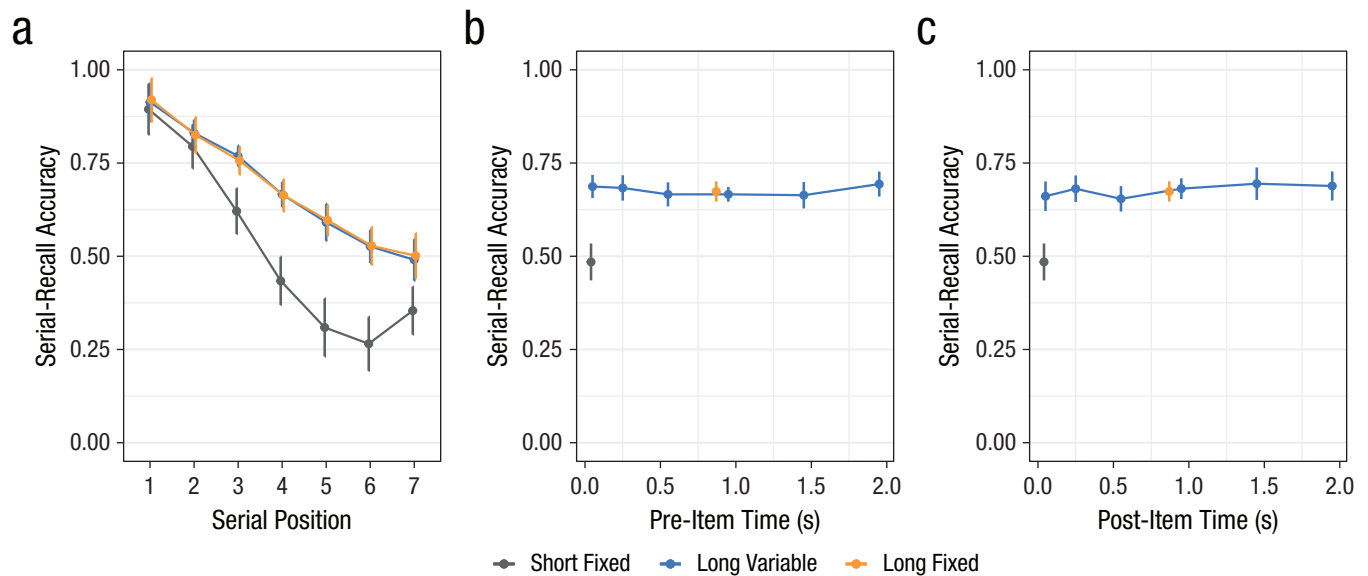 a
Serial-Recall Accuracy
1.00
0.75
0.50
0.25
0.00
1 2 3 4 5 6 7
Serial Position
b
Serial-Recall Accuracy
1.00
0.75
0.50
0.25
0.00
0.0 0.5 1.0 1.5 2.0
Pre-Item Time (s)
c
Serial-Recall Accuracy
1.00
0.75
0.50
0.25
0.00
0.0 0.5 1.0 1.5 2.0
Post-Item Time (s)
Short Fixed Long Variable Long Fixed